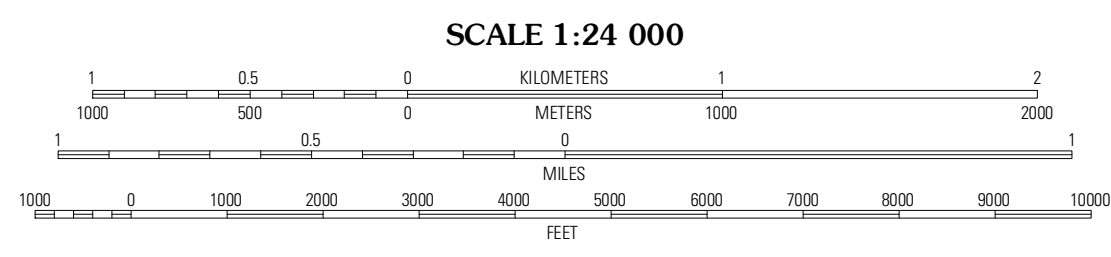 SCALE 1:24 000
1 0.5 0 KILOMETERS 1 2
1000 500 0 METERS 1000 2000
1 0.5 0 1
MILES
1000 0 1000 2000 3000 4000 5000 6000 7000 8000 9000 10000
FEET